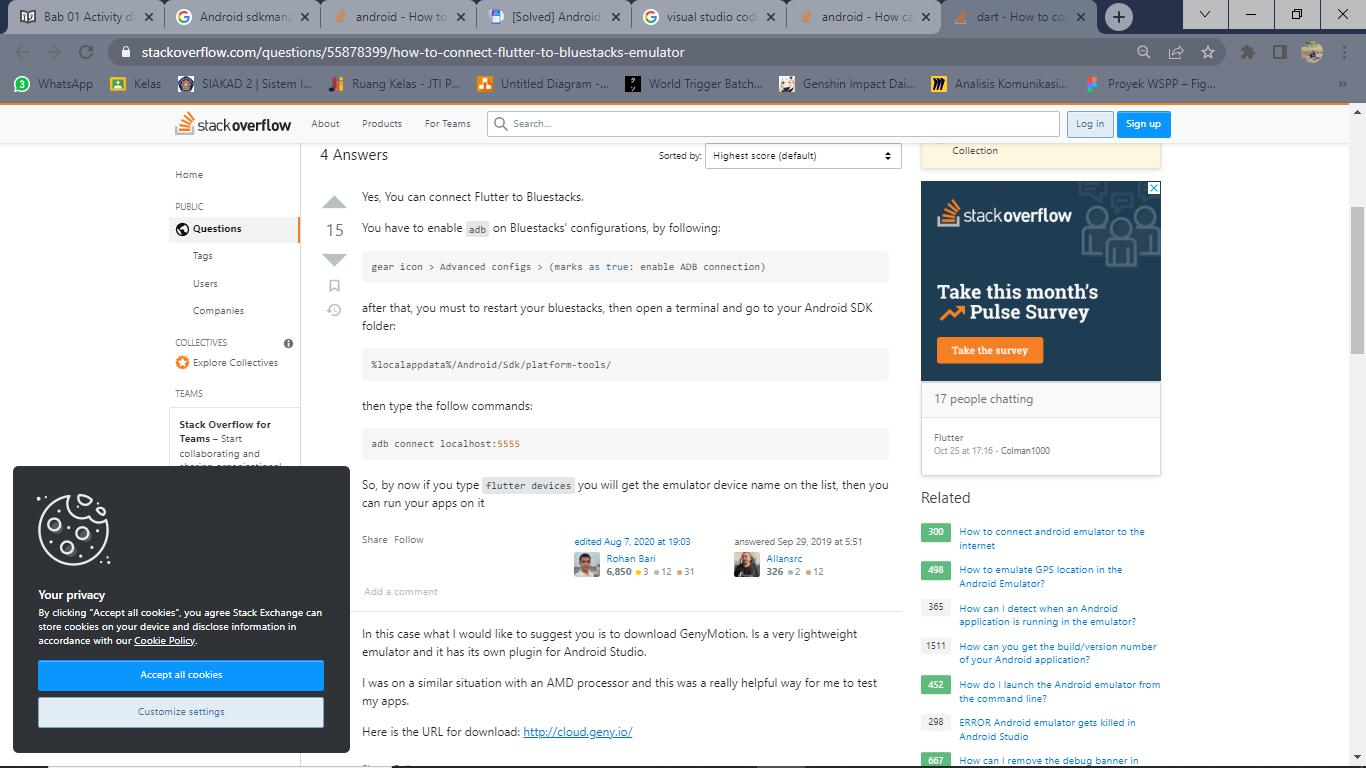 Bab 01 Activity d
Android sdkmana
android - How to
[Solved] Android
visual studio cod
android - How ca
dart - How to co
stackoverflow.com/questions/55878399/how-to-connect-flutter-to-bluestacks-emulator
WhatsApp
Kelas
SIAKAD 2 | Sistem I...
Ruang Kelas - JTI P...
Untitled Diagram -...
World Trigger Batch...
Genshin Impact Dai...
Analisis Komunikasi...
Proyek WSPP – Fig...
»
stackoverflow
About
Products
For Teams
Search...
Log in
Sign up
Home
PUBLIC
Questions
Tags
Users
Companies
COLLECTIVES
Explore Collectives
TEAMS
Stack Overflow for
Teams – Start
collaborating and
4 Answers
Sorted by:
Highest score (default)
15
Yes, You can connect Flutter to Bluestacks.
You have to enable adb on Bluestacks' configurations, by following:
gear icon > Advanced configs > (marks as true: enable ADB connection)
after that, you must to restart your bluestacks, then open a terminal and go to your Android SDK
folder:
%localappdata%/Android/Sdk/platform-tools/
then type the follow commands:
adb connect localhost:5555
So, by now if you type flutter devices you will get the emulator device name on the list, then you
can run your apps on it
Share Follow
edited Aug 7, 2020 at 19:03
Rohan Bari
6,850 3 12 31
answered Sep 29, 2019 at 5:51
Allansrc
326 2 12
Add a comment
In this case what I would like to suggest you is to download GenyMotion. Is a very lightweight
emulator and it has its own plugin for Android Studio.
I was on a similar situation with an AMD processor and this was a really helpful way for me to test
my apps.
Here is the URL for download: http://cloud.geny.io/
Collection
stackoverflow
Take this month's
Pulse Survey
Take the survey
17 people chatting
Flutter
Oct 25 at 17:16 - Colman1000
Related
300 How to connect android emulator to the
internet
498 How to emulate GPS location in the
Android Emulator?
365 How can I detect when an Android
application is running in the emulator?
1511 How can you get the build/version number
of your Android application?
452 How do I launch the Android emulator from
the command line?
298 ERROR Android emulator gets killed in
Android Studio
667 How can I remove the debug banner in
Your privacy
By clicking "Accept all cookies", you agree Stack Exchange can
store cookies on your device and disclose information in
accordance with our Cookie Policy.
Accept all cookies
Customize settings